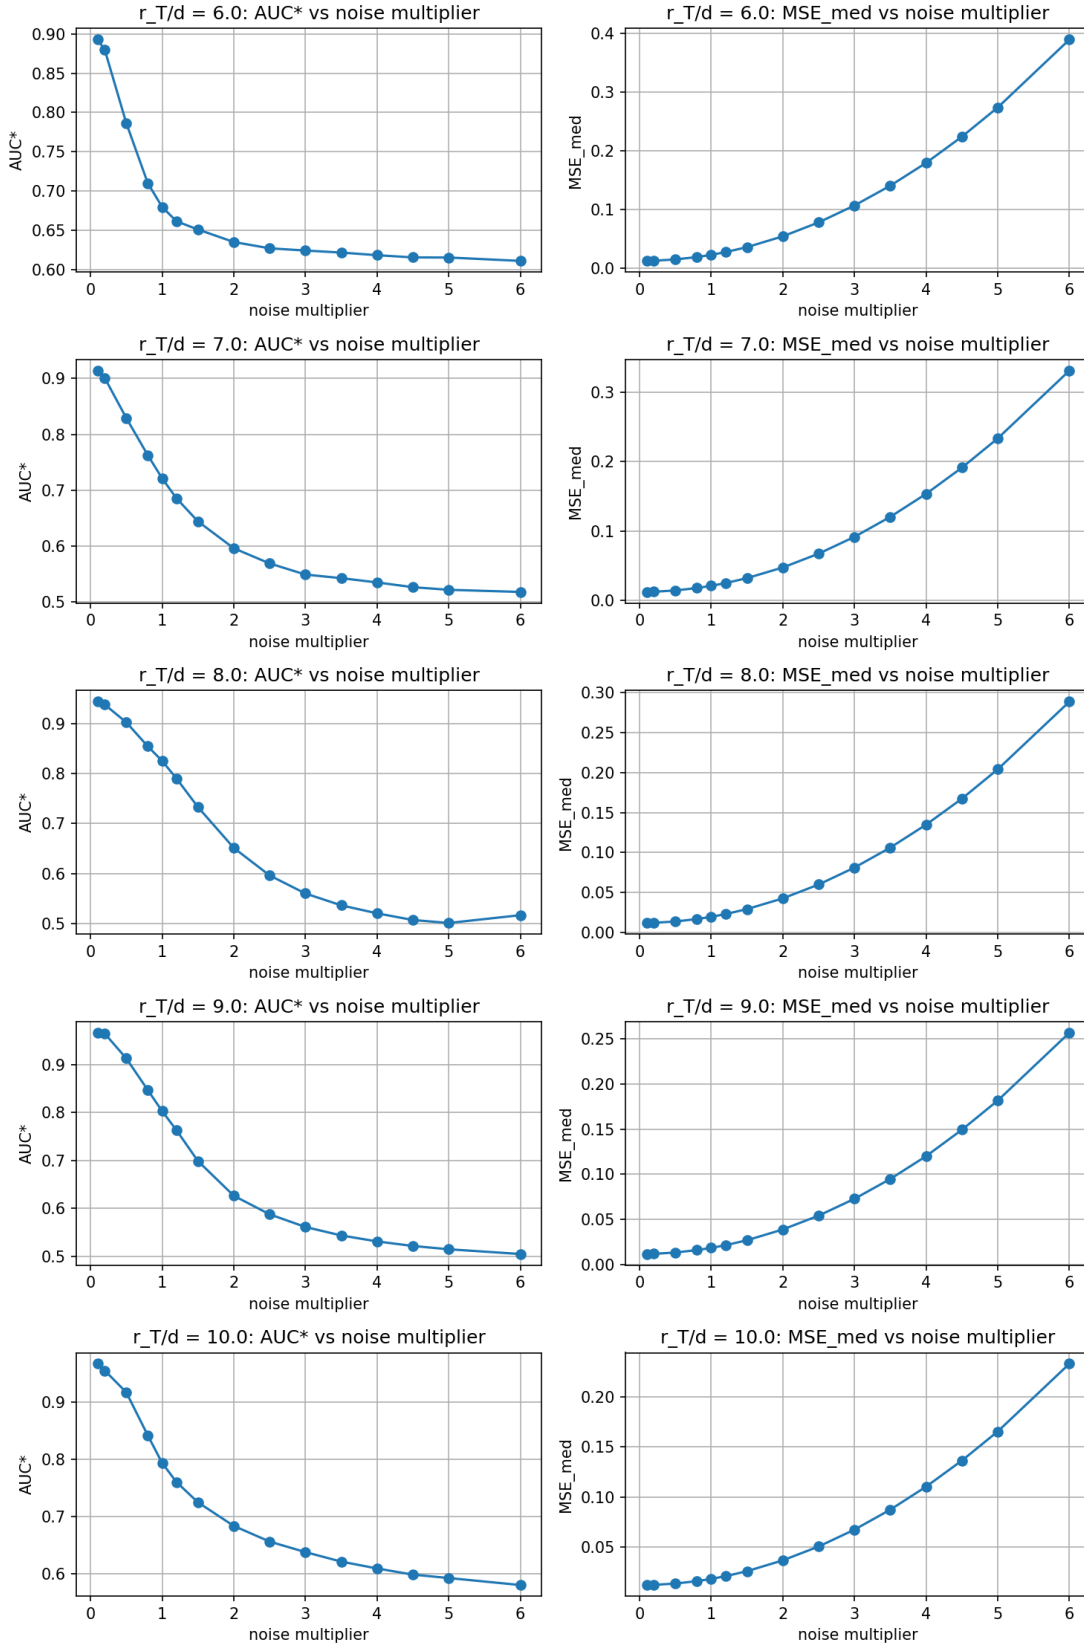 r_T/d = 6.0: AUC* vs noise multiplier
AUC*
0.90
0.85
0.80
0.75
0.70
0.65
0.60
0 1 2 3 4 5 6
noise multiplier
r_T/d = 6.0: MSE_med vs noise multiplier
MSE_med
0.4
0.3
0.2
0.1
0.0
0 1 2 3 4 5 6
noise multiplier
r_T/d = 7.0: AUC* vs noise multiplier
AUC*
0.9
0.8
0.7
0.6
0.5
0 1 2 3 4 5 6
noise multiplier
r_T/d = 7.0: MSE_med vs noise multiplier
MSE_med
0.3
0.2
0.1
0.0
0 1 2 3 4 5 6
noise multiplier
r_T/d = 8.0: AUC* vs noise multiplier
AUC*
0.9
0.8
0.7
0.6
0.5
0 1 2 3 4 5 6
noise multiplier
r_T/d = 8.0: MSE_med vs noise multiplier
MSE_med
0.30
0.25
0.20
0.15
0.10
0.05
0.00
0 1 2 3 4 5 6
noise multiplier
r_T/d = 9.0: AUC* vs noise multiplier
AUC*
0.9
0.8
0.7
0.6
0.5
0 1 2 3 4 5 6
noise multiplier
r_T/d = 9.0: MSE_med vs noise multiplier
MSE_med
0.25
0.20
0.15
0.10
0.05
0.00
0 1 2 3 4 5 6
noise multiplier
r_T/d = 10.0: AUC* vs noise multiplier
AUC*
0.9
0.8
0.7
0.6
0 1 2 3 4 5 6
noise multiplier
r_T/d = 10.0: MSE_med vs noise multiplier
MSE_med
0.20
0.15
0.10
0.05
0 1 2 3 4 5 6
noise multiplier